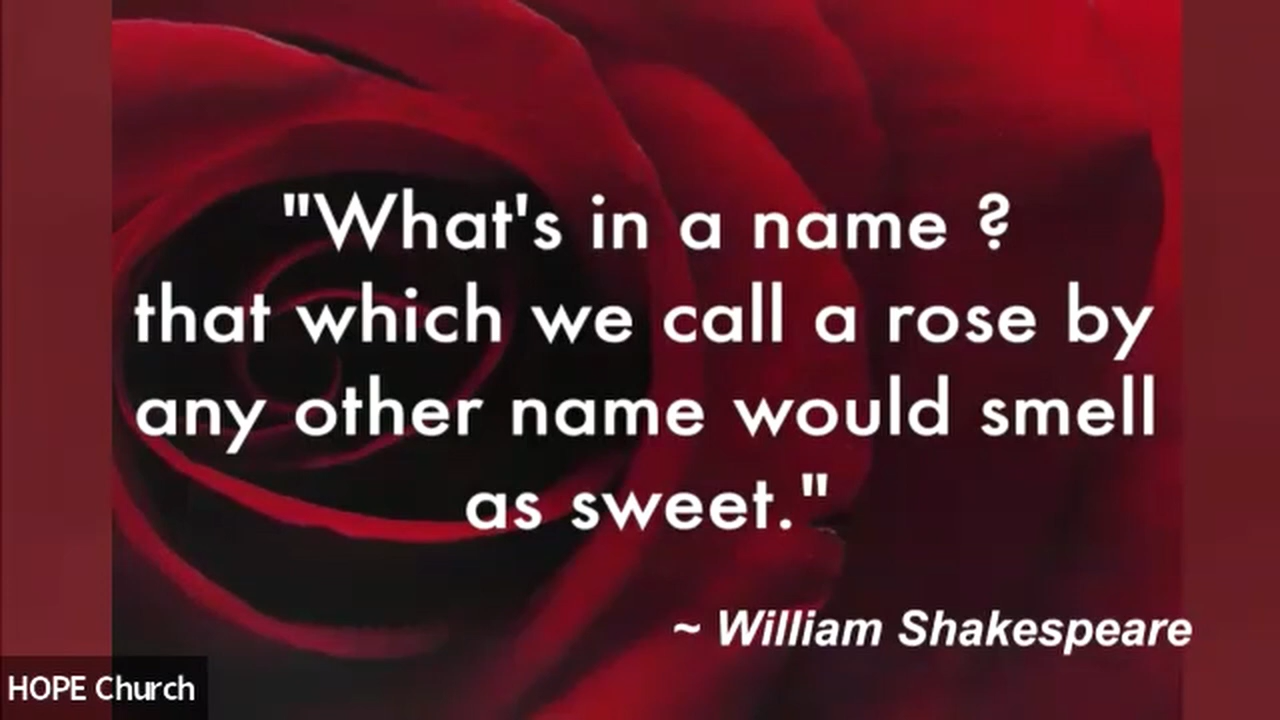 "What's in a name ?
that which we call a rose by
any other name would smell
as sweet."
~ William Shakespeare
HOPE Church